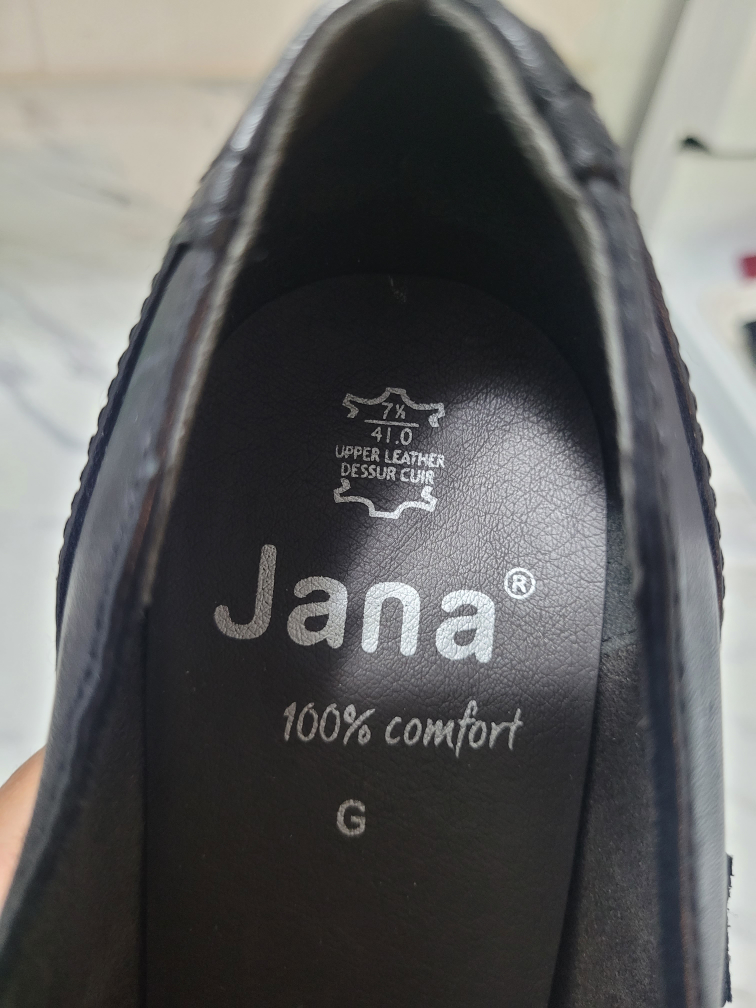 7½
41.0
UPPER LEATHER
DESSUR CUIR
Jana®
100% comfort
G